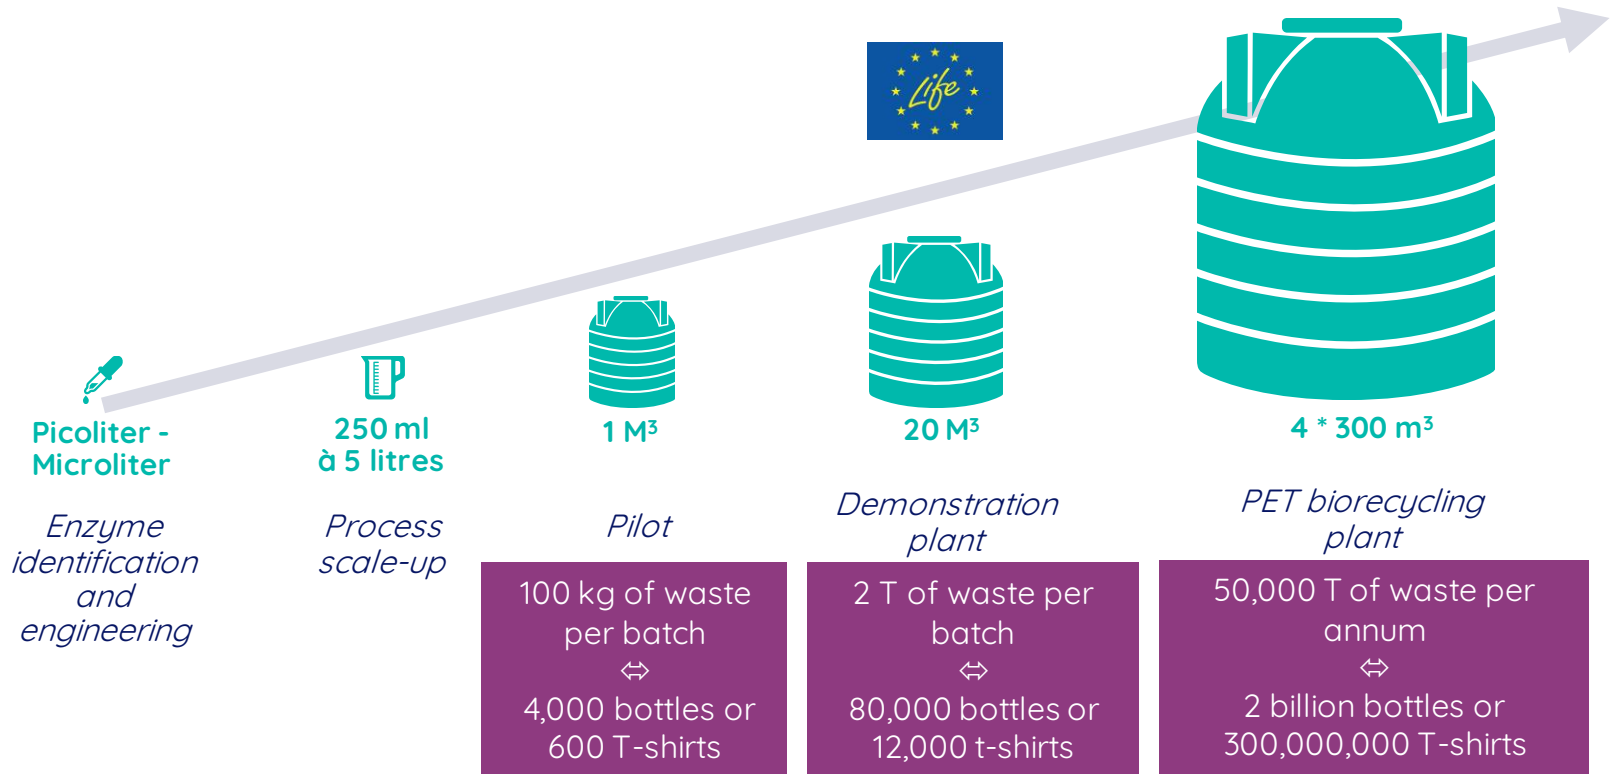 Life
Picoliter -
Microliter
Enzyme
identification
and
engineering
250 ml
à 5 litres
Process
scale-up
1 M³
Pilot
100 kg of waste
per batch
⬄
4,000 bottles or
600 T-shirts
20 M³
Demonstration
plant
2 T of waste per
batch
⬄
80,000 bottles or
12,000 t-shirts
4 * 300 m³
PET biorecycling
plant
50,000 T of waste per
annum
⬄
2 billion bottles or
300,000,000 T-shirts